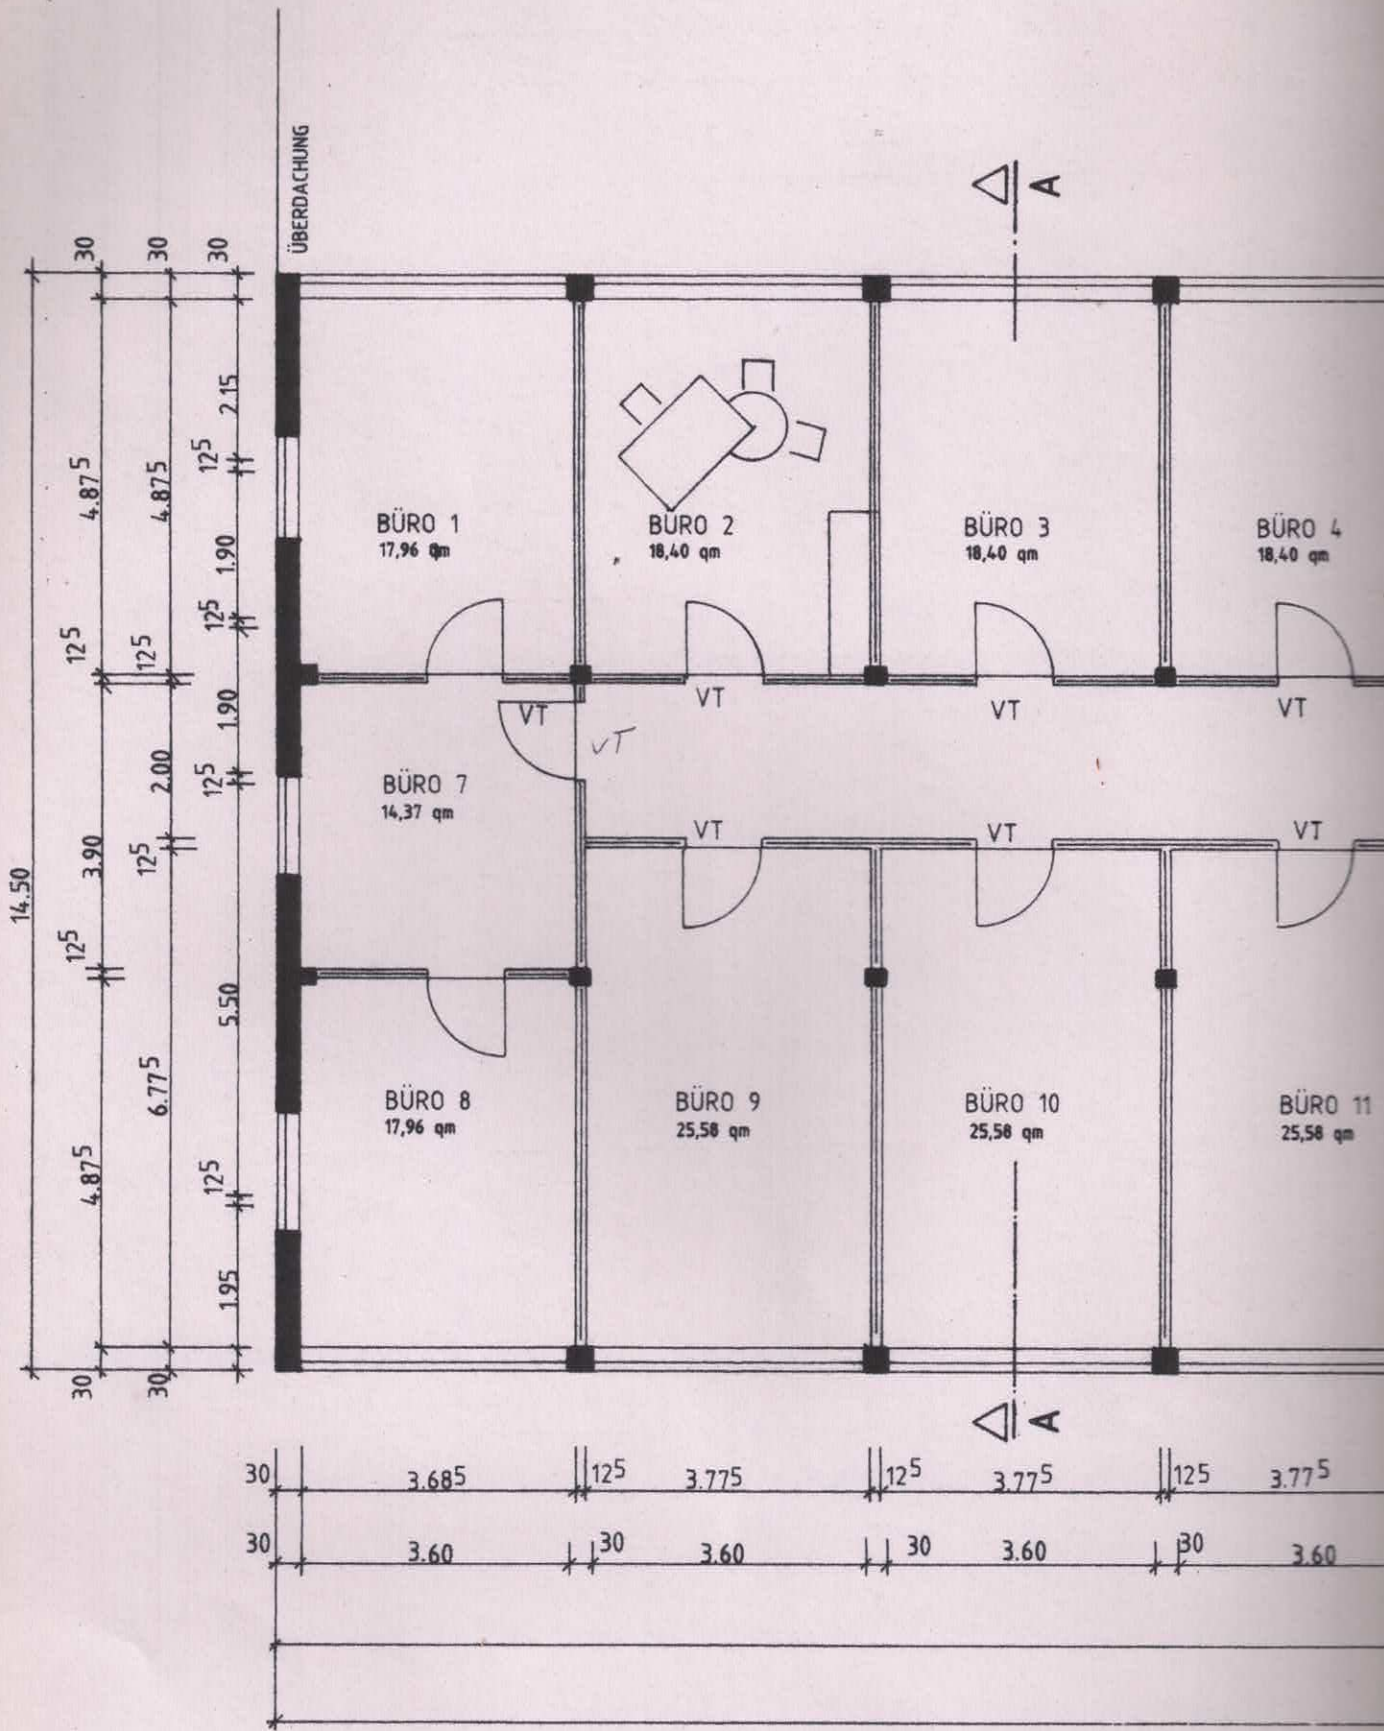 ÜBERDACHUNG
A
30
30
30
14.50
4.87⁵
12⁵
3.90
12⁵
4.87⁵
30
4.87⁵
12⁵
2.00
12⁵
6.77⁵
30
2.15
12⁵
1.90
12⁵
1.90
12⁵
5.50
12⁵
1.95
BÜRO 1
17,96 qm
BÜRO 2
18,40 qm
BÜRO 3
18,40 qm
BÜRO 4
18,40 qm
VT
VT
VT
VT
VT
BÜRO 7
14,37 qm
VT
VT
VT
BÜRO 8
17,96 qm
BÜRO 9
25,58 qm
BÜRO 10
25,58 qm
BÜRO 11
25,58 qm
A
30 3.68⁵ 12⁵ 3.77⁵ 12⁵ 3.77⁵ 12⁵ 3.77⁵
30 3.60 30 3.60 30 3.60 30 3.60